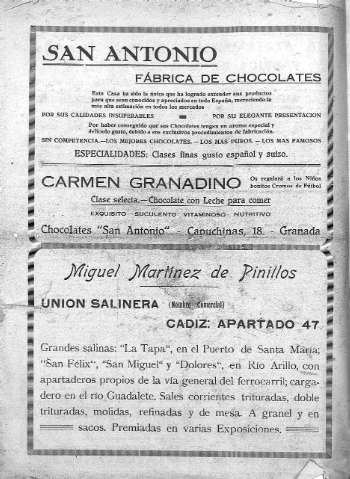 SAN ANTONIO
FÁBRICA DE CHOCOLATES
Esta Casa ha sido la única que ha logrado extender sus productos
para que sean conocidos y apreciados en toda España, mereciendo la
más alta estimación en todos los mercados
POR SUS CALIDADES INSUPERABLES - POR SU ELEGANTE PRESENTACION
Por haber conseguido que sus Chocolates tengan un aroma especial y
delicado gusto, debido a sus exclusivos procedimientos de fabricación.
SIN COMPETENCIA.-LOS MEJORES CHOCOLATES. - LOS MAS PUROS. - LOS MAS FAMOSOS
ESPECIALIDADES: Clases finas gusto español y suizo.
CARMEN GRANADINO
Os regalará a los Niños
bonitos Cromos de Fútbol
Clase selecta.-Chocolate con Leche para comer
EXQUISITO SUCULENTO VITAMINOSO NUTRITIVO
Chocolates "San Antonio" - Capuchinas, 18. - Granada
Miguel Martínez de Pinillos
UNION SALINERA (Nombre Comercial)
CADIZ: APARTADO 47
Grandes salinas: "La Tapa", en el Puerto de Santa María;
"San Félix", "San Miguel" y "Dolores", en Río Arillo, con
apartaderos propios de la vía general del ferrocarril; carga-
dero en el río Guadalete. Sales corrientes trituradas, doble
trituradas, molidas, refinadas y de mesa. A granel y en
sacos. Premiadas en varias Exposiciones.